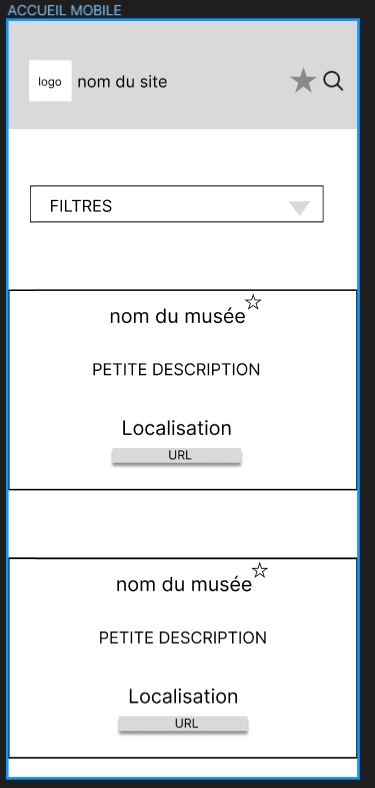 ACCUEIL MOBILE
logo nom du site
FILTRES
nom du musée
PETITE DESCRIPTION
Localisation
URL
nom du musée
PETITE DESCRIPTION
Localisation
URL